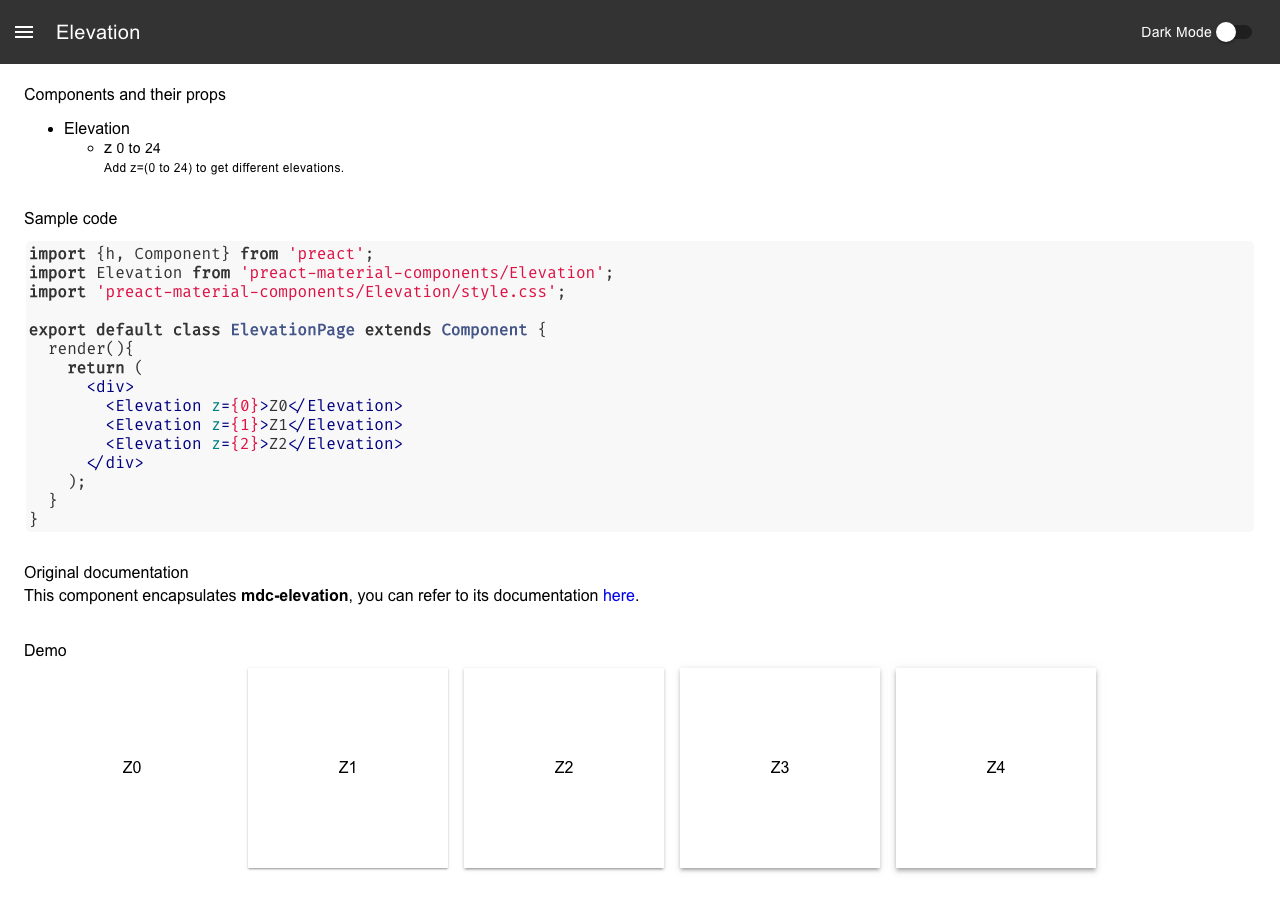 Elevation
Dark Mode
Components and their props
Elevation
z 0 to 24
Add z=(0 to 24) to get different elevations.
Sample code
import {h, Component} from 'preact';
import Elevation from 'preact-material-components/Elevation';
import 'preact-material-components/Elevation/style.css';
export default class ElevationPage extends Component {
  render(){
    return (
      <div>
        <Elevation z={0}>Z0</Elevation>
        <Elevation z={1}>Z1</Elevation>
        <Elevation z={2}>Z2</Elevation>
      </div>
    );
  }
}
Original documentation
This component encapsulates mdc-elevation, you can refer to its documentation here.
Demo
Z0
Z1
Z2
Z3
Z4